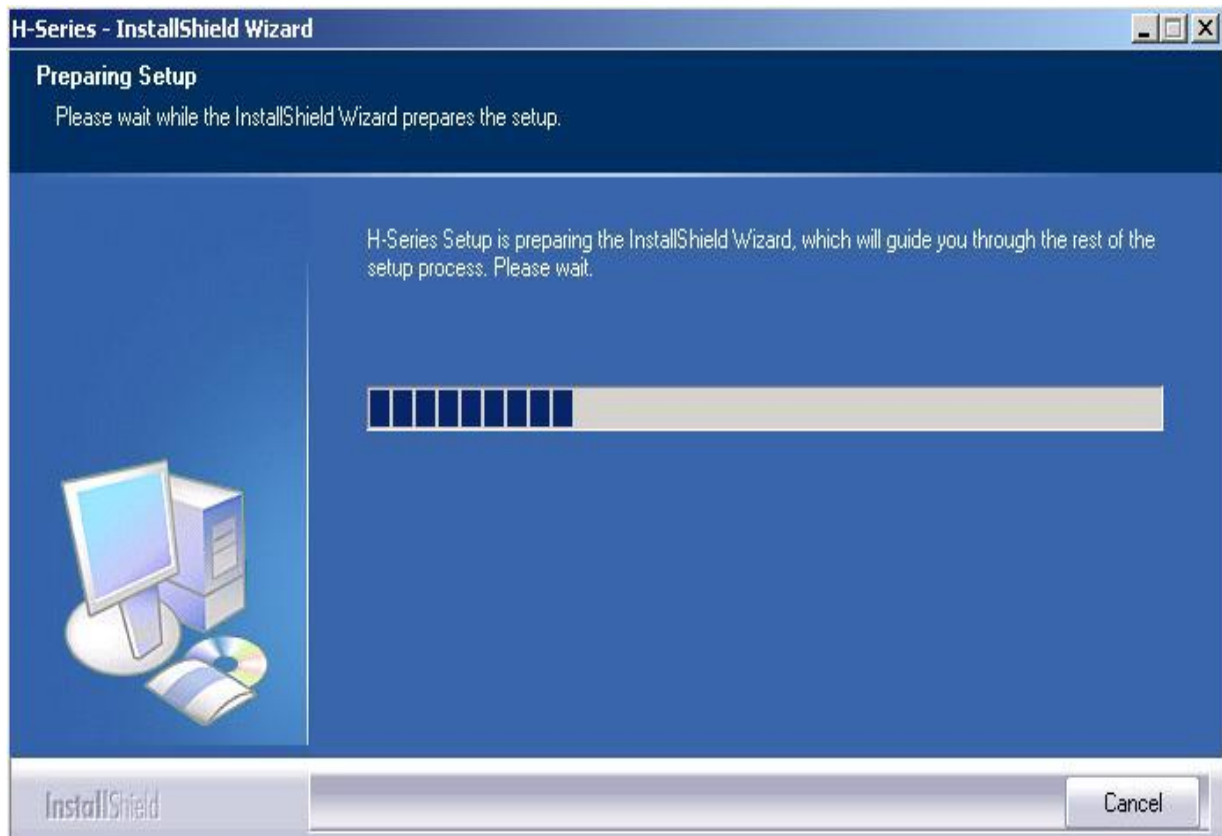 H-Series - InstallShield Wizard
Preparing Setup
Please wait while the InstallShield Wizard prepares the setup.
H-Series Setup is preparing the InstallShield Wizard, which will guide you through the rest of the
setup process. Please wait.
InstallShield
Cancel